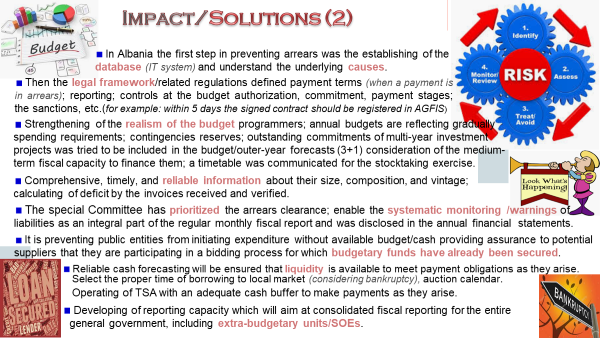 IMPACT/SOLUTIONS (2)
Budget
In Albania the first step in preventing arrears was the establishing of the
database (IT system) and understand the underlying causes.
Then the legal framework/related regulations defined payment terms (when a payment is
in arrears); reporting; controls at the budget authorization, commitment, payment stages;
the sanctions, etc.(for example: within 5 days the signed contract should be registered in AGFIS)
Strengthening of the realism of the budget programmers; annual budgets are reflecting gradually
spending requirements; contingencies reserves; outstanding commitments of multi-year investment
projects was tried to be included in the budget/outer-year forecasts (3+1) consideration of the medium-
term fiscal capacity to finance them; a timetable was communicated for the stocktaking exercise.
Comprehensive, timely, and reliable information about their size, composition, and vintage;
calculating of deficit by the invoices received and verified.
The special Committee has prioritized the arrears clearance; enable the systematic monitoring /warnings of
liabilities as an integral part of the regular monthly fiscal report and was disclosed in the annual financial statements.
It is preventing public entities from initiating expenditure without available budget/cash providing assurance to potential
suppliers that they are participating in a bidding process for which budgetary funds have already been secured.
Reliable cash forecasting will be ensured that liquidity is available to meet payment obligations as they arise.
Select the proper time of borrowing to local market (considering bankruptcy), auction calendar.
Operating of TSA with an adequate cash buffer to make payments as they arise.
Developing of reporting capacity which will aim at consolidated fiscal reporting for the entire
general government, including extra-budgetary units/SOEs.
1.
Identify
2.
Assess
3.
Treat/
Avoid
4.
Monitor/
Review
RISK
Look What's
Happening!
LOAN
SECURED
LENDER
BANKRUPTCY